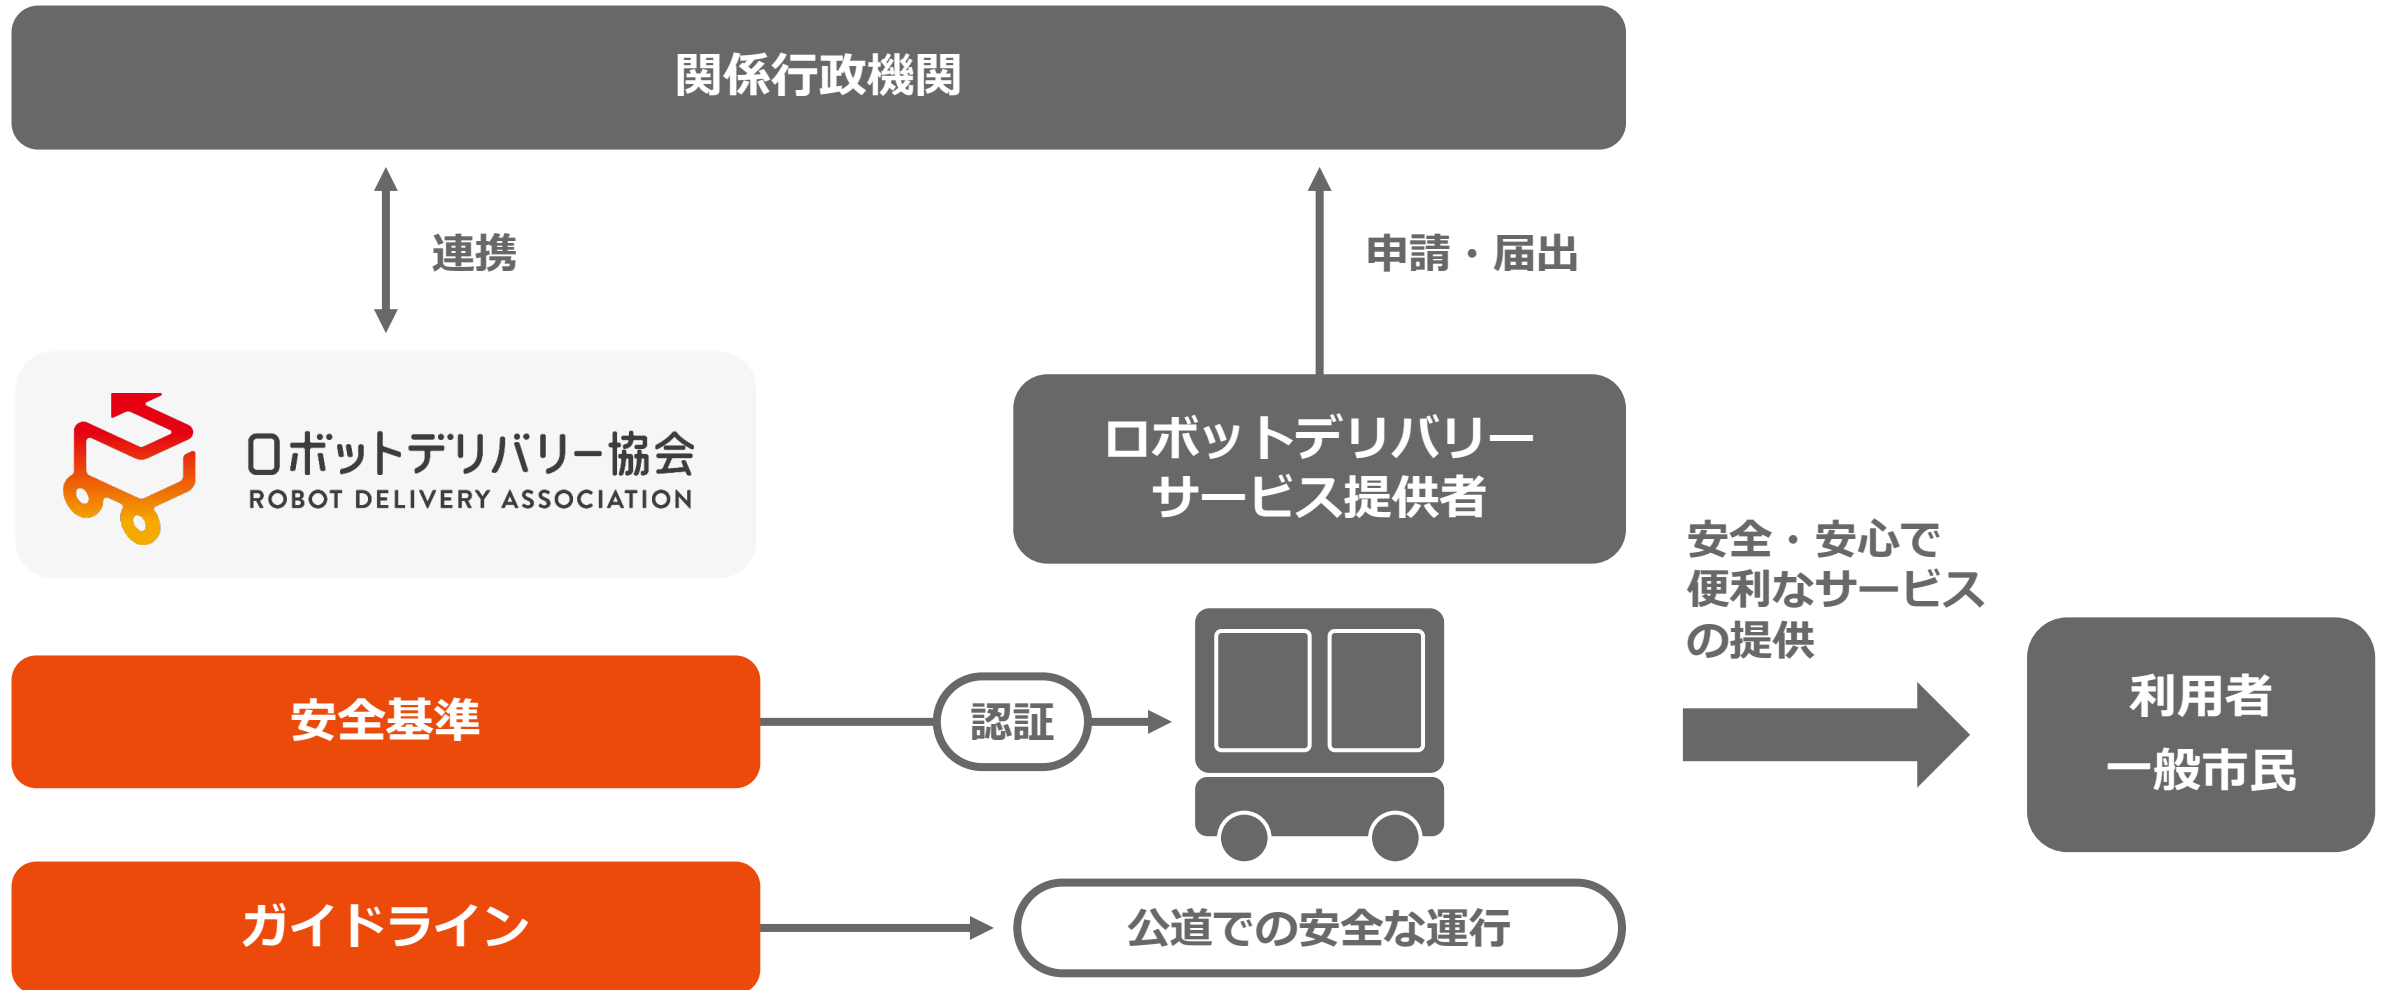 関係行政機関
連携
申請・届出
ロボットデリバリー協会
ROBOT DELIVERY ASSOCIATION
ロボットデリバリー
サービス提供者
安全・安心で
便利なサービス
の提供
安全基準
認証
利用者
一般市民
ガイドライン
公道での安全な運行